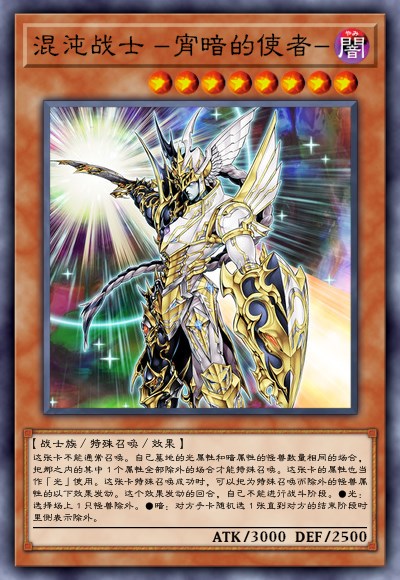 混沌战士 -宵暗的使者-
やみ
闇
【战士族／特殊召唤／效果】
这张卡不能通常召唤。自己墓地的光属性和暗属性的怪兽数量相同的场合，
把那之内的其中１个属性全部除外的场合才能特殊召唤。这张卡的属性也当
作「光」使用。这张卡特殊召唤成功时，可以把为特殊召唤而除外的怪兽属
性的以下效果发动。这个效果发动的回合，自己不能进行战斗阶段。●光：
选择场上１只怪兽除外。●暗：对方手卡随机选１张直到对方的结束阶段时
里侧表示除外。
ATK/3000 DEF/2500